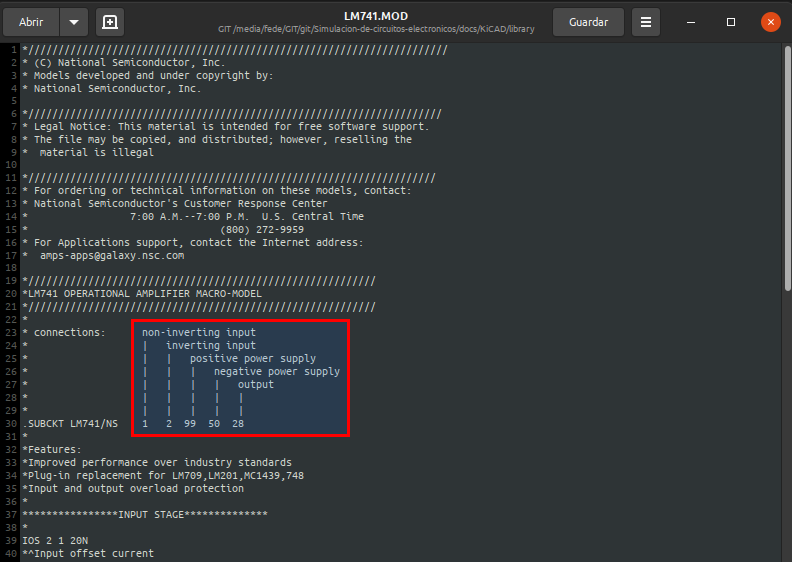 Abrir
LM741.MOD
GIT /media/fede/GIT/git/Simulacion-de-circuitos-electronicos/docs/KiCAD/library
Guardar
1 *//////////////////////////////////////////////////////////////////////
2 * (C) National Semiconductor, Inc.
3 * Models developed and under copyright by:
4 * National Semiconductor, Inc.
5
6 */////////////////////////////////////////////////////////////////////
7 * Legal Notice: This material is intended for free software support.
8 * The file may be copied, and distributed; however, reselling the
9 *  material is illegal
10
11 *////////////////////////////////////////////////////////////////////
12 * For ordering or technical information on these models, contact:
13 * National Semiconductor's Customer Response Center
14 *                 7:00 A.M.--7:00 P.M.  U.S. Central Time
15 *                                (800) 272-9959
16 * For Applications support, contact the Internet address:
17 *  amps-apps@galaxy.nsc.com
18
19 *//////////////////////////////////////////////////////////
20 *LM741 OPERATIONAL AMPLIFIER MACRO-MODEL
21 *//////////////////////////////////////////////////////////
22 *
23 * connections:      non-inverting input
24 *                   |   inverting input
25 *                   |   |   positive power supply
26 *                   |   |   |   negative power supply
27 *                   |   |   |   |   output
28 *                   |   |   |   |   |
29 *                   |   |   |   |   |
30 .SUBCKT LM741/NS    1   2  99  50  28
31 *
32 *Features:
33 *Improved performance over industry standards
34 *Plug-in replacement for LM709,LM201,MC1439,748
35 *Input and output overload protection
36 *
37 ****************INPUT STAGE**************
38 *
39 IOS 2 1 20N
40 *^Input offset current